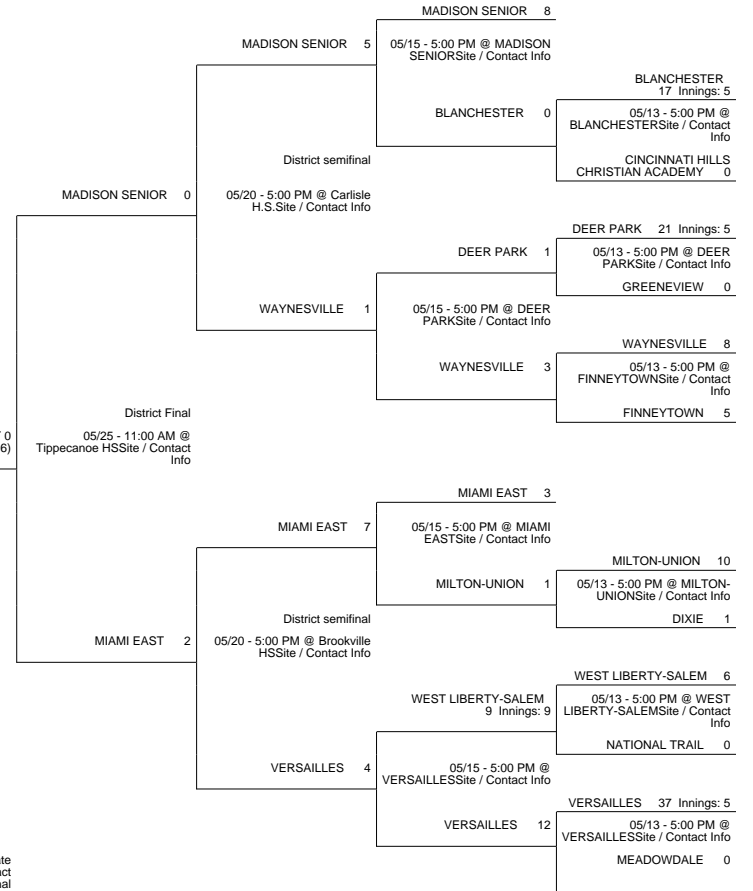 MADISON SENIOR 8
MADISON SENIOR 5
05/15 - 5:00 PM @ MADISON
SENIORSite / Contact Info
BLANCHESTER
17 Innings: 5
BLANCHESTER 0
05/13 - 5:00 PM @
BLANCHESTERSite / Contact
Info
District semifinal
CINCINNATI HILLS
CHRISTIAN ACADEMY 0
MADISON SENIOR 0
05/20 - 5:00 PM @ Carlisle
H.S.Site / Contact Info
DEER PARK 21 Innings: 5
DEER PARK 1
05/13 - 5:00 PM @ DEER
PARKSite / Contact Info
GREENEVIEW 0
WAYNESVILLE 1
05/15 - 5:00 PM @ DEER
PARKSite / Contact Info
WAYNESVILLE 8
WAYNESVILLE 3
05/13 - 5:00 PM @
FINNEYTOWNSite / Contact
Info
District Final
FINNEYTOWN 5
0
6)
05/25 - 11:00 AM @
Tippecanoe HSSite / Contact
Info
MIAMI EAST 3
MIAMI EAST 7
05/15 - 5:00 PM @ MIAMI
EASTSite / Contact Info
MILTON-UNION 10
MILTON-UNION 1
05/13 - 5:00 PM @ MILTON-
UNIONSite / Contact Info
District semifinal
DIXIE 1
MIAMI EAST 2
05/20 - 5:00 PM @ Brookville
HSSite / Contact Info
WEST LIBERTY-SALEM 6
WEST LIBERTY-SALEM
9 Innings: 9
05/13 - 5:00 PM @ WEST
LIBERTY-SALEMSite / Contact
Info
NATIONAL TRAIL 0
VERSAILLES 4
05/15 - 5:00 PM @
VERSAILLESSite / Contact Info
VERSAILLES 37 Innings: 5
VERSAILLES 12
05/13 - 5:00 PM @
VERSAILLESSite / Contact Info
MEADOWDALE 0